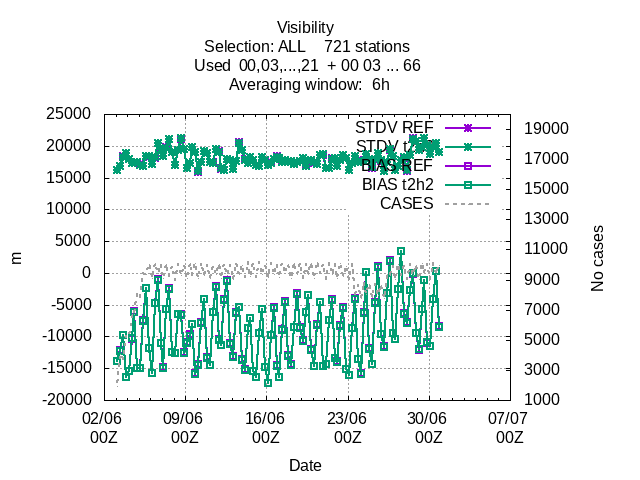 Visibility
Selection: ALL 721 stations
Used 00,03,...,21 + 00 03 ... 66
Averaging window: 6h
25000
20000
15000
10000
5000
0
-5000
-10000
-15000
-20000
m
STDV REF
STDV
BIAS REF
BIAS t2h2
CASES
19000
17000
15000
13000
11000
9000
7000
5000
3000
1000
No cases
02/06 09/06 16/06 23/06 30/06 07/07
00Z 00Z 00Z 00Z 00Z 00Z
Date